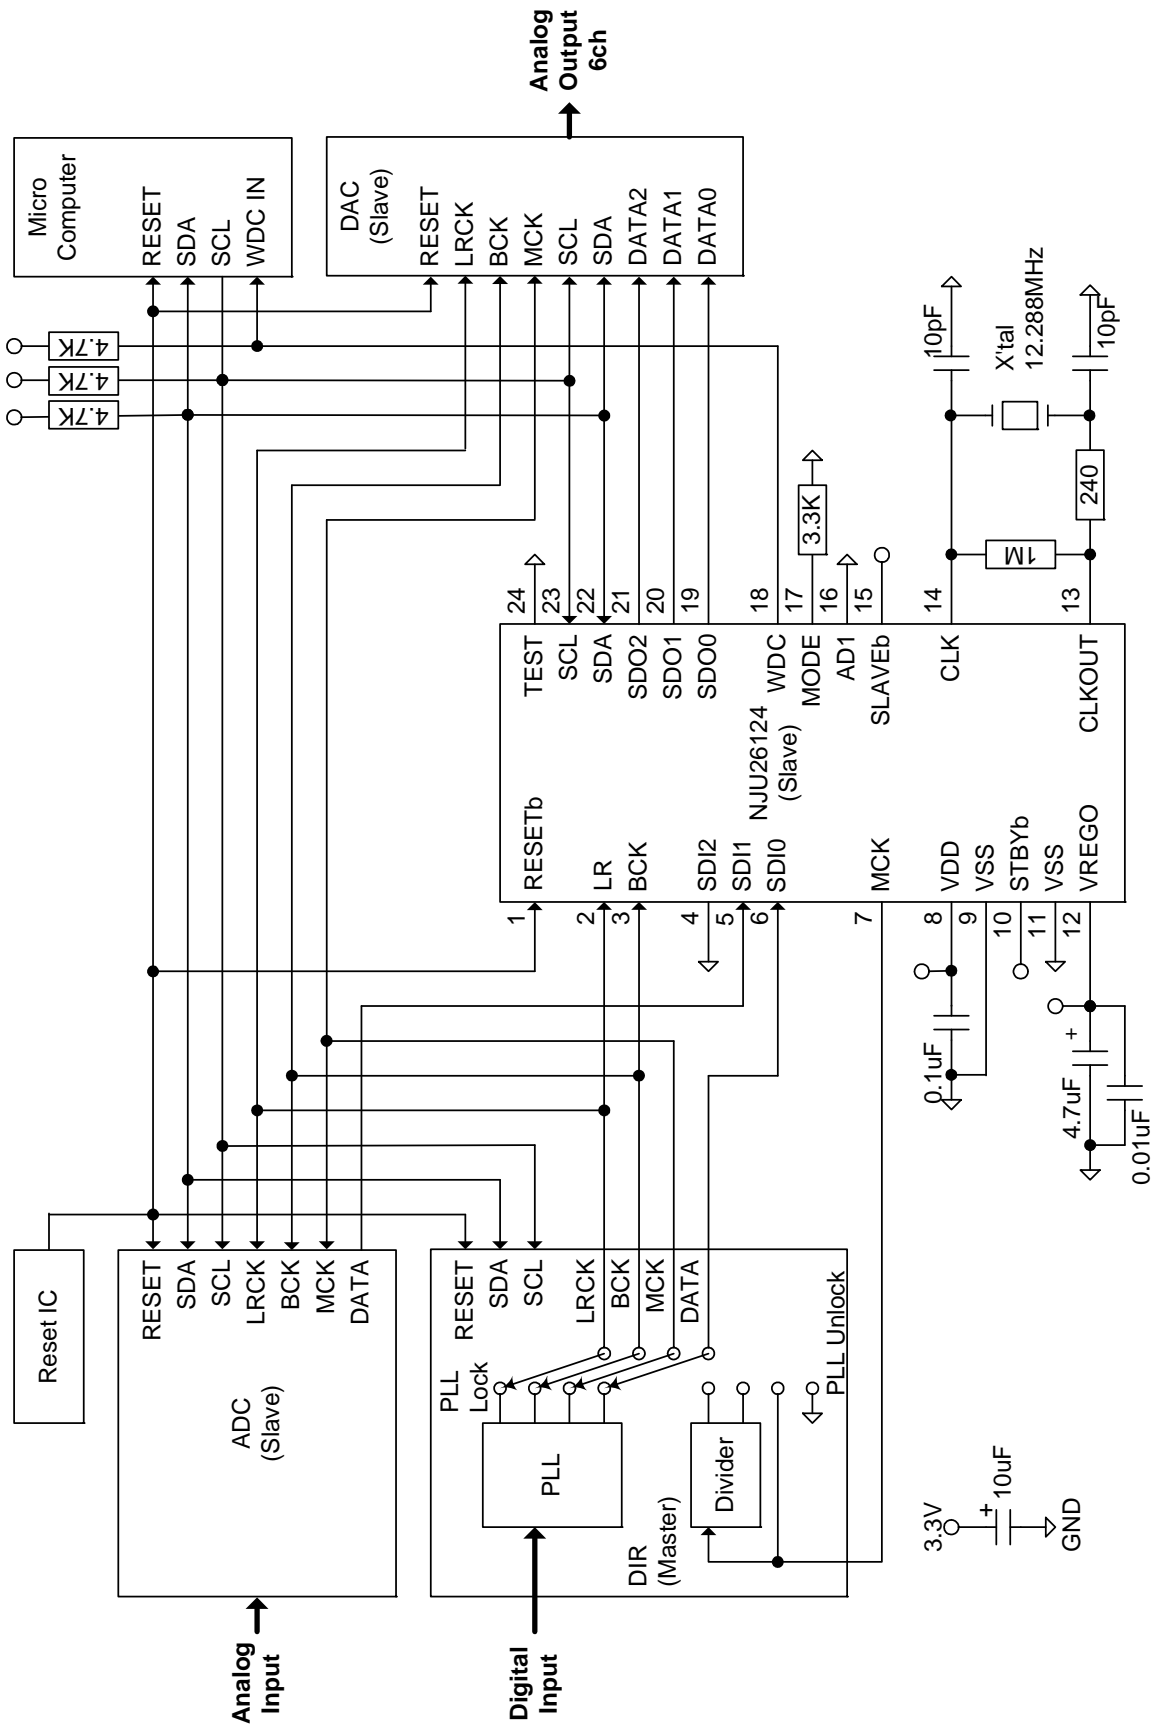 Analog
Input
Digital
Input
Reset IC
ADC
(Slave)
RESET
SDA
SCL
LRCK
BCK
MCK
DATA
DIR
(Master)
PLL
Divider
PLL
Lock
PLL Unlock
RESET
SDA
SCL
LRCK
BCK
MCK
DATA
3.3V
+
10uF
GND
0.1uF
4.7uF
+
0.01uF
NJU26124
(Slave)
1
RESETb
2
LR
3
BCK
4
SDI2
5
SDI1
6
SDI0
7
MCK
8
VDD
9
VSS
10
STBYb
11
VSS
12
VREGO
TEST
24
SCL
23
SDA
22
SDO2
21
SDO1
20
SDO0
19
WDC
18
MODE
17
AD1
16
SLAVEb
15
CLK
14
CLKOUT
13
3.3K
1M
240
10pF
X'tal
12.288MHz
10pF
4.7K
4.7K
4.7K
Micro
Computer
RESET
SDA
SCL
WDC IN
DAC
(Slave)
RESET
LRCK
BCK
MCK
SCL
SDA
DATA2
DATA1
DATA0
Analog
Output
6ch